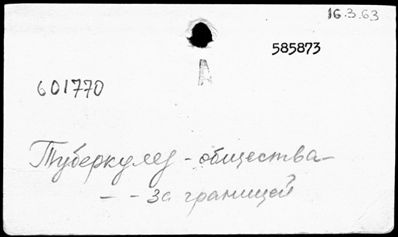 16.3.63
585873
А
601770
Туберкулез - общества -
- - за границей